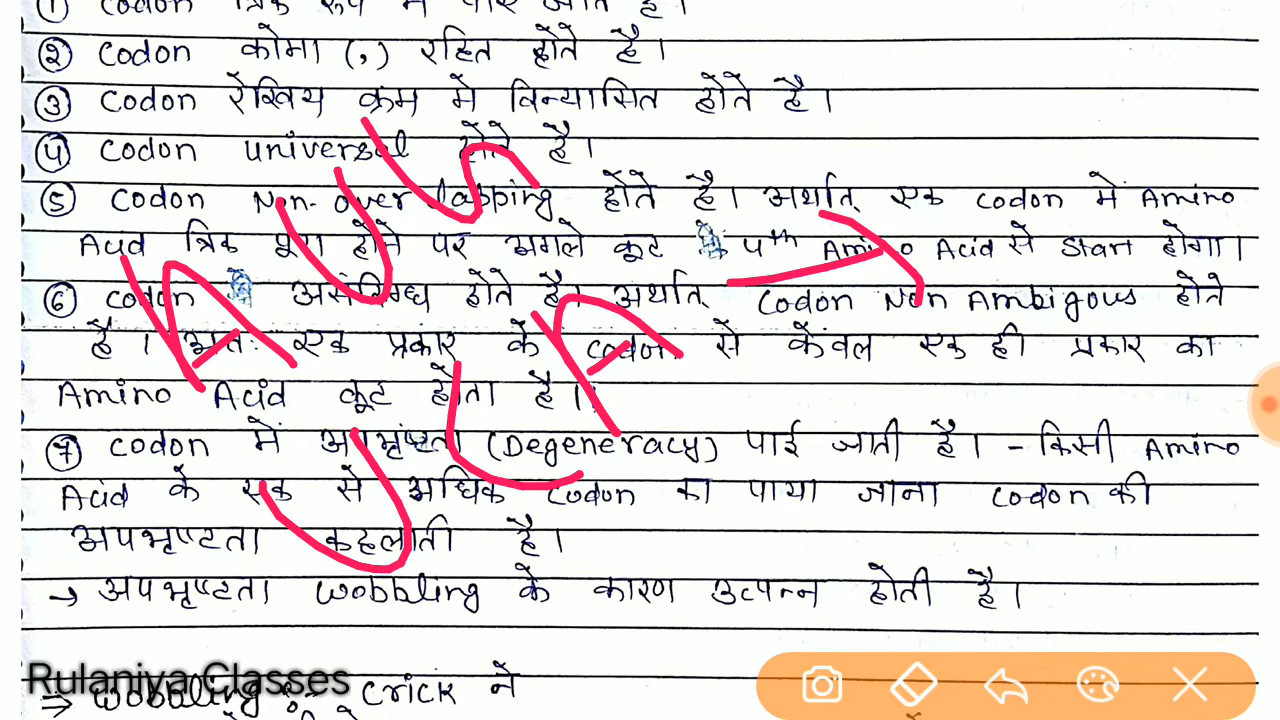 ① Codon त्रिक रूप में पाए जाते है।
② Codon कोमा (,) रहित होते है।
③ Codon रेखिय क्रम में विन्यासित होते है।
④ Codon universal होते है।
⑤ Codon Non-overlapping होते है। अर्थात् एक codon में Amino
Acid त्रिक पूरा होने पर अगले कूट 4th Amino Acid से start होगा।
⑥ codon असंदिग्ध होते है। अर्थात् Codon Non Ambigous होते
है। अतः एक प्रकार के codon से केवल एक ही प्रकार का
Amino Acid कूट होता है।
⑦ Codon में अपभृंष्टता (Degeneracy) पाई जाती है। - किसी Amino
Acid के एक से अधिक codon का पाया जाना codon की
अपभृष्टता कहलाती है।
→ अपभृष्टता wobbling के कारण उत्पन्न होती है।
Rulaniya Classes
⇒ Wobbling :- Crick ने